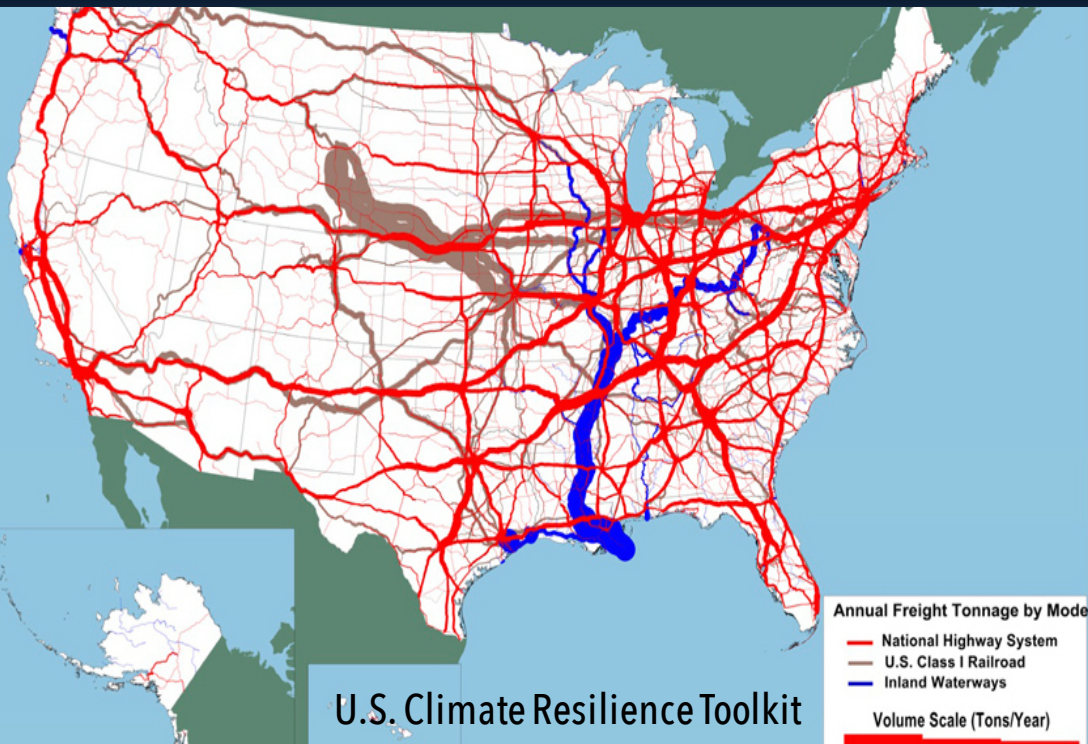 Annual Freight Tonnage by Mode
National Highway System
U.S. Class I Railroad
Inland Waterways
Volume Scale (Tons/Year)
U.S. Climate Resilience Toolkit